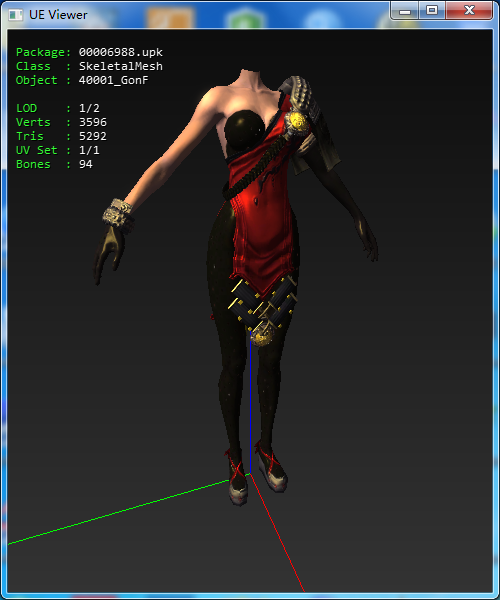 UE Viewer
Package: 00006988.upk
Class : SkeletalMesh
Object : 40001_GonF
LOD : 1/2
Verts : 3596
Tris : 5292
UV Set : 1/1
Bones : 94